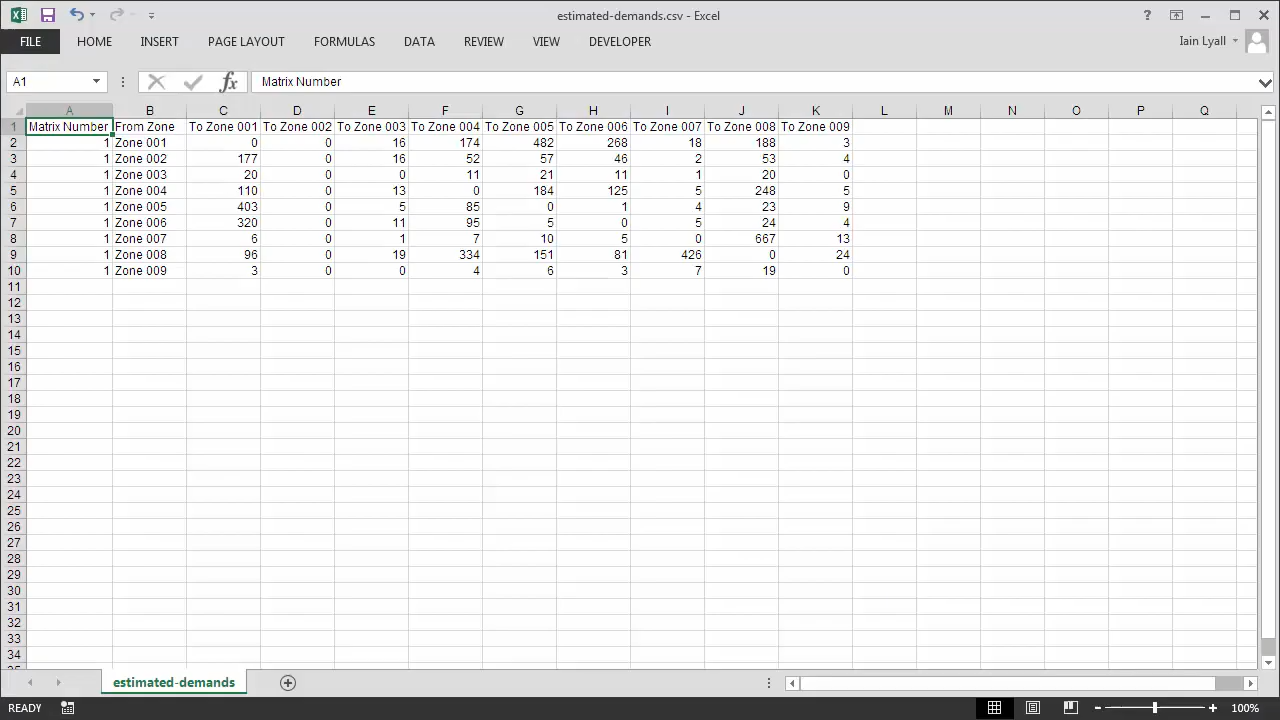 estimated-demands.csv - Excel
?
FILE HOME INSERT PAGE LAYOUT FORMULAS DATA REVIEW VIEW DEVELOPER Iain Lyall
A1 fx Matrix Number
A B C D E F G H I J K L M N O P Q
1 Matrix Number From Zone To Zone 001 To Zone 002 To Zone 003 To Zone 004 To Zone 005 To Zone 006 To Zone 007 To Zone 008 To Zone 009
2 1 Zone 001 0 0 16 174 482 268 18 188 3
3 1 Zone 002 177 0 16 52 57 46 2 53 4
4 1 Zone 003 20 0 0 11 21 11 1 20 0
5 1 Zone 004 110 0 13 0 184 125 5 248 5
6 1 Zone 005 403 0 5 85 0 1 4 23 9
7 1 Zone 006 320 0 11 95 5 0 5 24 4
8 1 Zone 007 6 0 1 7 10 5 0 667 13
9 1 Zone 008 96 0 19 334 151 81 426 0 24
10 1 Zone 009 3 0 0 4 6 3 7 19 0
11
12
13
14
15
16
17
18
19
20
21
22
23
24
25
26
27
28
29
30
31
32
33
34
estimated-demands
READY 100%